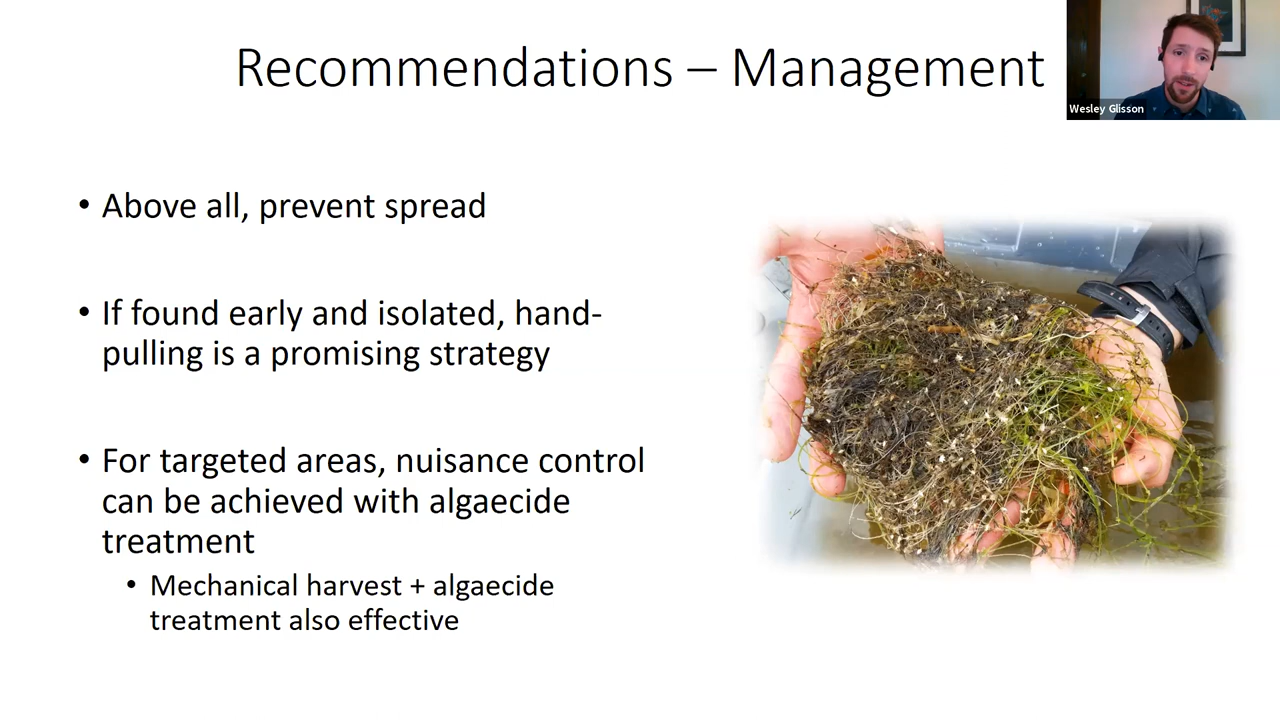 Recommendations – Management
Wesley Glisson
• Above all, prevent spread
• If found early and isolated, hand-
pulling is a promising strategy
• For targeted areas, nuisance control
can be achieved with algaecide
treatment
• Mechanical harvest + algaecide
treatment also effective